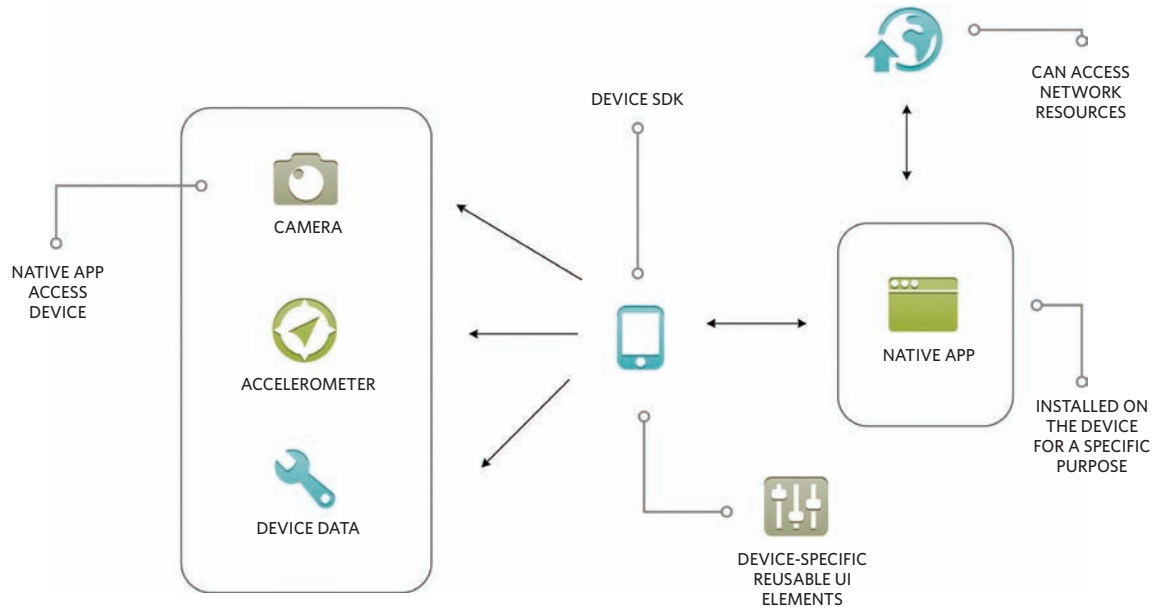 CAN ACCESS
NETWORK
RESOURCES
DEVICE SDK
CAMERA
NATIVE APP
ACCESS
DEVICE
NATIVE APP
ACCELEROMETER
INSTALLED ON
THE DEVICE
FOR A SPECIFIC
PURPOSE
DEVICE DATA
DEVICE-SPECIFIC
REUSABLE UI
ELEMENTS